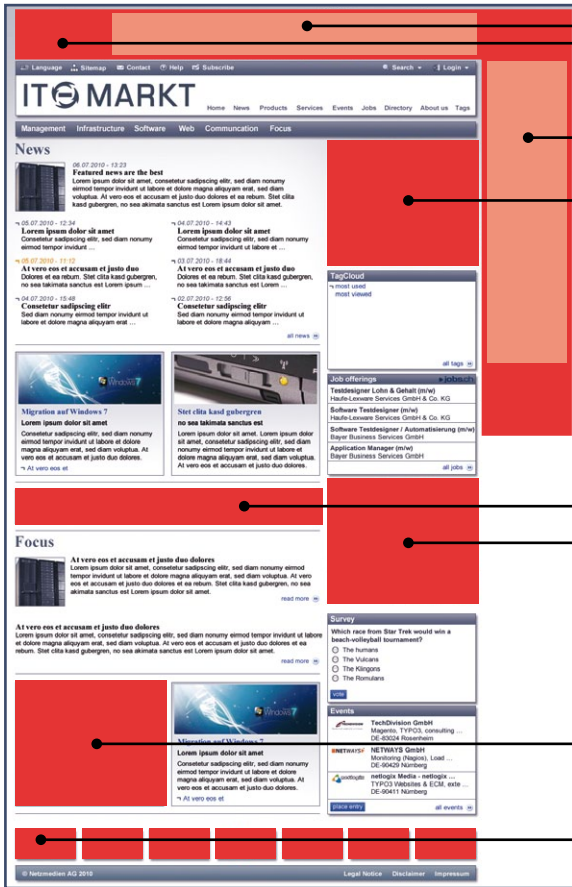 Language Sitemap Contact Help Subscribe Search Login
IT MARKT
Home News Products Services Events Jobs Directory About us Tags
Management Infrastructure Software Web Communcation Focus
News
06.07.2010 - 13:23
Featured news are the best
Lorem ipsum dolor sit amet, consetetur sadipscing elitr, sed diam nonumy
eirmod tempor invidunt ut labore et dolore magna aliquyam erat, sed diam
voluptua. At vero eos et accusam et justo duo dolores et ea rebum. Stet clita
kasd gubergren, no sea akimata sanctus est Lorem ipsum dolor sit amet.
05.07.2010 - 12:34
Lorem ipsum dolor sit amet
Consetetur sadipscing elitr, sed diam nonumy
eirmod tempor invidunt …
05.07.2010 - 11:12
At vero eos et accusam et justo duo
Dolores et ea rebum. Stet clita kasd gubergren,
no sea takimata sanctus est Lorem ipsum …
04.07.2010 - 15:48
Consetetur sadipscing elitr
Sed diam nonumy eirmod tempor invidunt ut
labore et dolore magna aliquyam erat …
04.07.2010 - 14:43
Lorem ipsum dolor sit amet
Consetetur sadipscing elitr, sed diam nonumy
eirmod tempor invidunt ut labore et …
03.07.2010 - 18:44
At vero eos et accusam et justo duo
Dolores et ea rebum. Stet clita kasd gubergren,
no sea takimata sanctus est Lorem ipsum …
02.07.2010 - 12:56
Consetetur sadipscing elitr
Sed diam nonumy eirmod tempor invidunt ut
labore et dolore magna aliquyam …
all news
TagCloud
most used
most viewed
all tags
Windows 7
Migration auf Windows 7
Lorem ipsum dolor sit amet
Consetetur sadipscing elitr, sed diam nonumy
eirmod tempor invidunt ut labore et dolore
magna aliquyam erat, sed diam voluptua. At
vero eos et accusam et justo duo dolores.
At vero eos et
Stet clita kasd gubergren
no sea takimata sanctus est
Lorem ipsum dolor sit amet. Lorem ipsum dolor
sit amet, consetetur sadipscing elitr, sed diam
nonumy eirmod tempor invidunt ut labore et
dolore magna aliquyam erat, sed diam voluptua.
At vero eos et accusam et justo duo dolores.
Job offerings jobsch
Testdesigner Lohn & Gehalt (m/w)
Haufe-Lexware Services GmbH & Co. KG
Software Testdesigner (m/w)
Haufe-Lexware Services GmbH & Co. KG
Software Testdesigner / Automatisierung (m/w)
Bayer Business Services GmbH
Application Manager (m/w)
Bayer Business Services GmbH
all jobs
Focus
At vero eos et accusam et justo duo dolores
Lorem ipsum dolor sit amet, consetetur sadipscing elitr, sed diam nonumy eirmod
tempor invidunt ut labore et dolore magna aliquyam erat, sed diam voluptua. At vero
eos et accusam et justo duo dolores et ea rebum. Stet clita kasd gubergren, no sea
akimata sanctus est Lorem ipsum dolor sit amet.
read more
At vero eos et accusam et justo duo dolores
Lorem ipsum dolor sit amet, consetetur sadipscing elitr, sed diam nonumy eirmod tempor invidunt ut labore
et dolore magna aliquyam erat, sed diam voluptua. At vero eos et accusam et justo duo dolores et ea
rebum. Stet clita kasd gubergren, no sea takimata sanctus est Lorem ipsum dolor sit amet.
read more
Survey
Which race from Star Trek would win a
beach-volleyball tournament?
The humans
The Vulcans
The Klingons
The Romulans
vote
Windows 7
Migration auf Windows 7
Lorem ipsum dolor sit amet
Consetetur sadipscing elitr, sed diam nonumy
eirmod tempor invidunt ut labore et dolore
magna aliquyam erat, sed diam voluptua. At
vero eos et accusam et justo duo dolores.
At vero eos et
Events
TechDivision GmbH
Magento, TYPO3, consulting …
DE-83024 Rosenheim
NETWAYS
NETWAYS GmbH
Monitoring (Nagios), Load …
DE-90429 Nürnberg
netlogix Media - netlogix …
TYPO3 Websites & ECM, exte …
DE-90411 Nürnberg
place entry all events
© Netzmedien AG 2010 Legal Notice Disclaimer Impressum